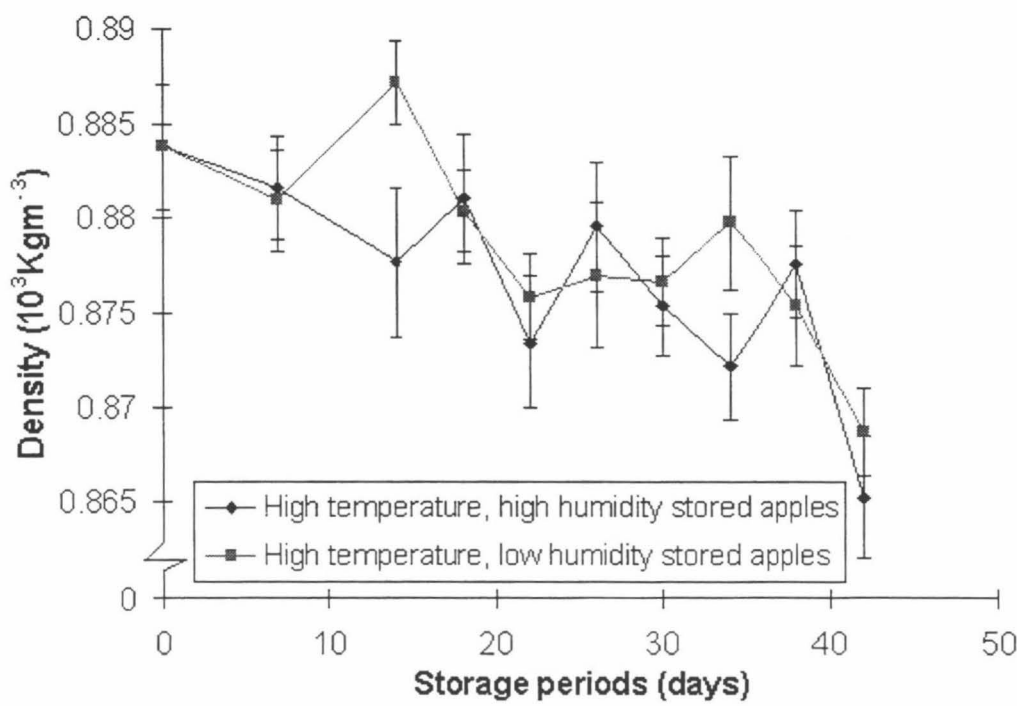 0.89
0.885
0.88
0.875
0.87
0.865
0
Density (10³Kgm⁻³)
High temperature, high humidity stored apples
High temperature, low humidity stored apples
0 10 20 30 40 50
Storage periods (days)